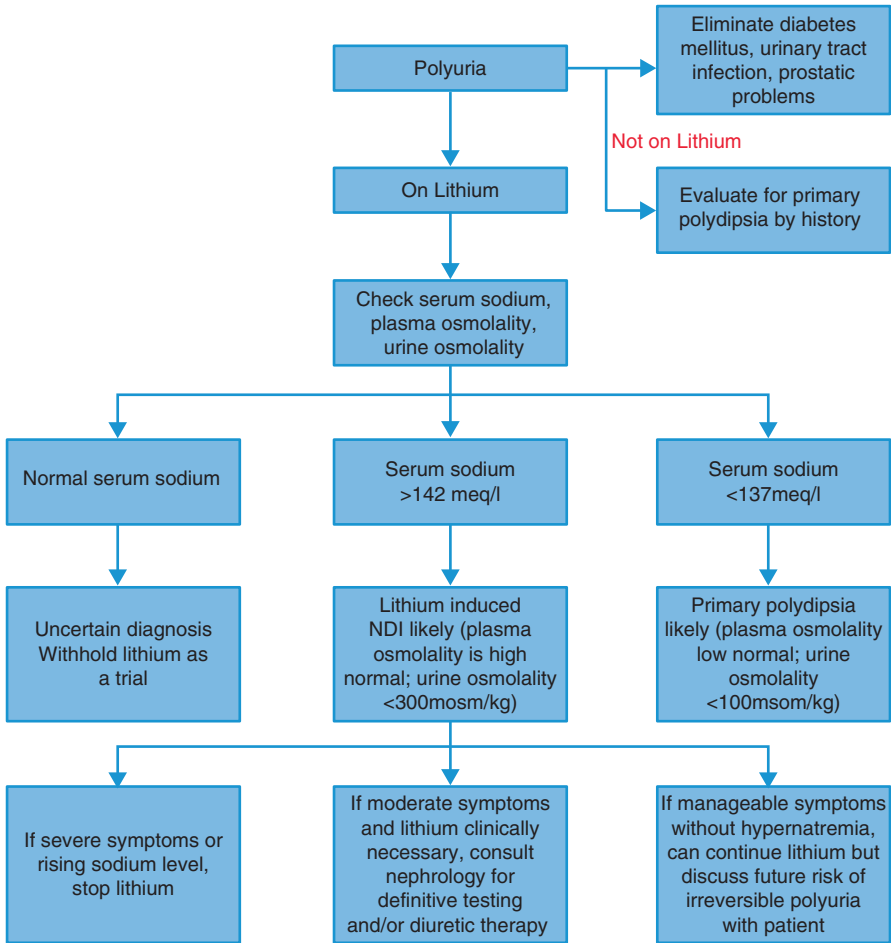 Polyuria
Eliminate diabetes
mellitus, urinary tract
infection, prostatic
problems
Not on Lithium
On Lithium
Evaluate for primary
polydipsia by history
Check serum sodium,
plasma osmolality,
urine osmolality
Normal serum sodium
Serum sodium
>142 meq/l
Serum sodium
<137meq/l
Uncertain diagnosis
Withhold lithium as
a trial
Lithium induced
NDI likely (plasma
osmolality is high
normal; urine osmolality
<300mosm/kg)
Primary polydipsia
likely (plasma osmolality
low normal; urine
osmolality
<100msom/kg)
If severe symptoms or
rising sodium level,
stop lithium
If moderate symptoms
and lithium clinically
necessary, consult
nephrology for
definitive testing
and/or diuretic therapy
If manageable symptoms
without hypernatremia,
can continue lithium but
discuss future risk of
irreversible polyuria
with patient